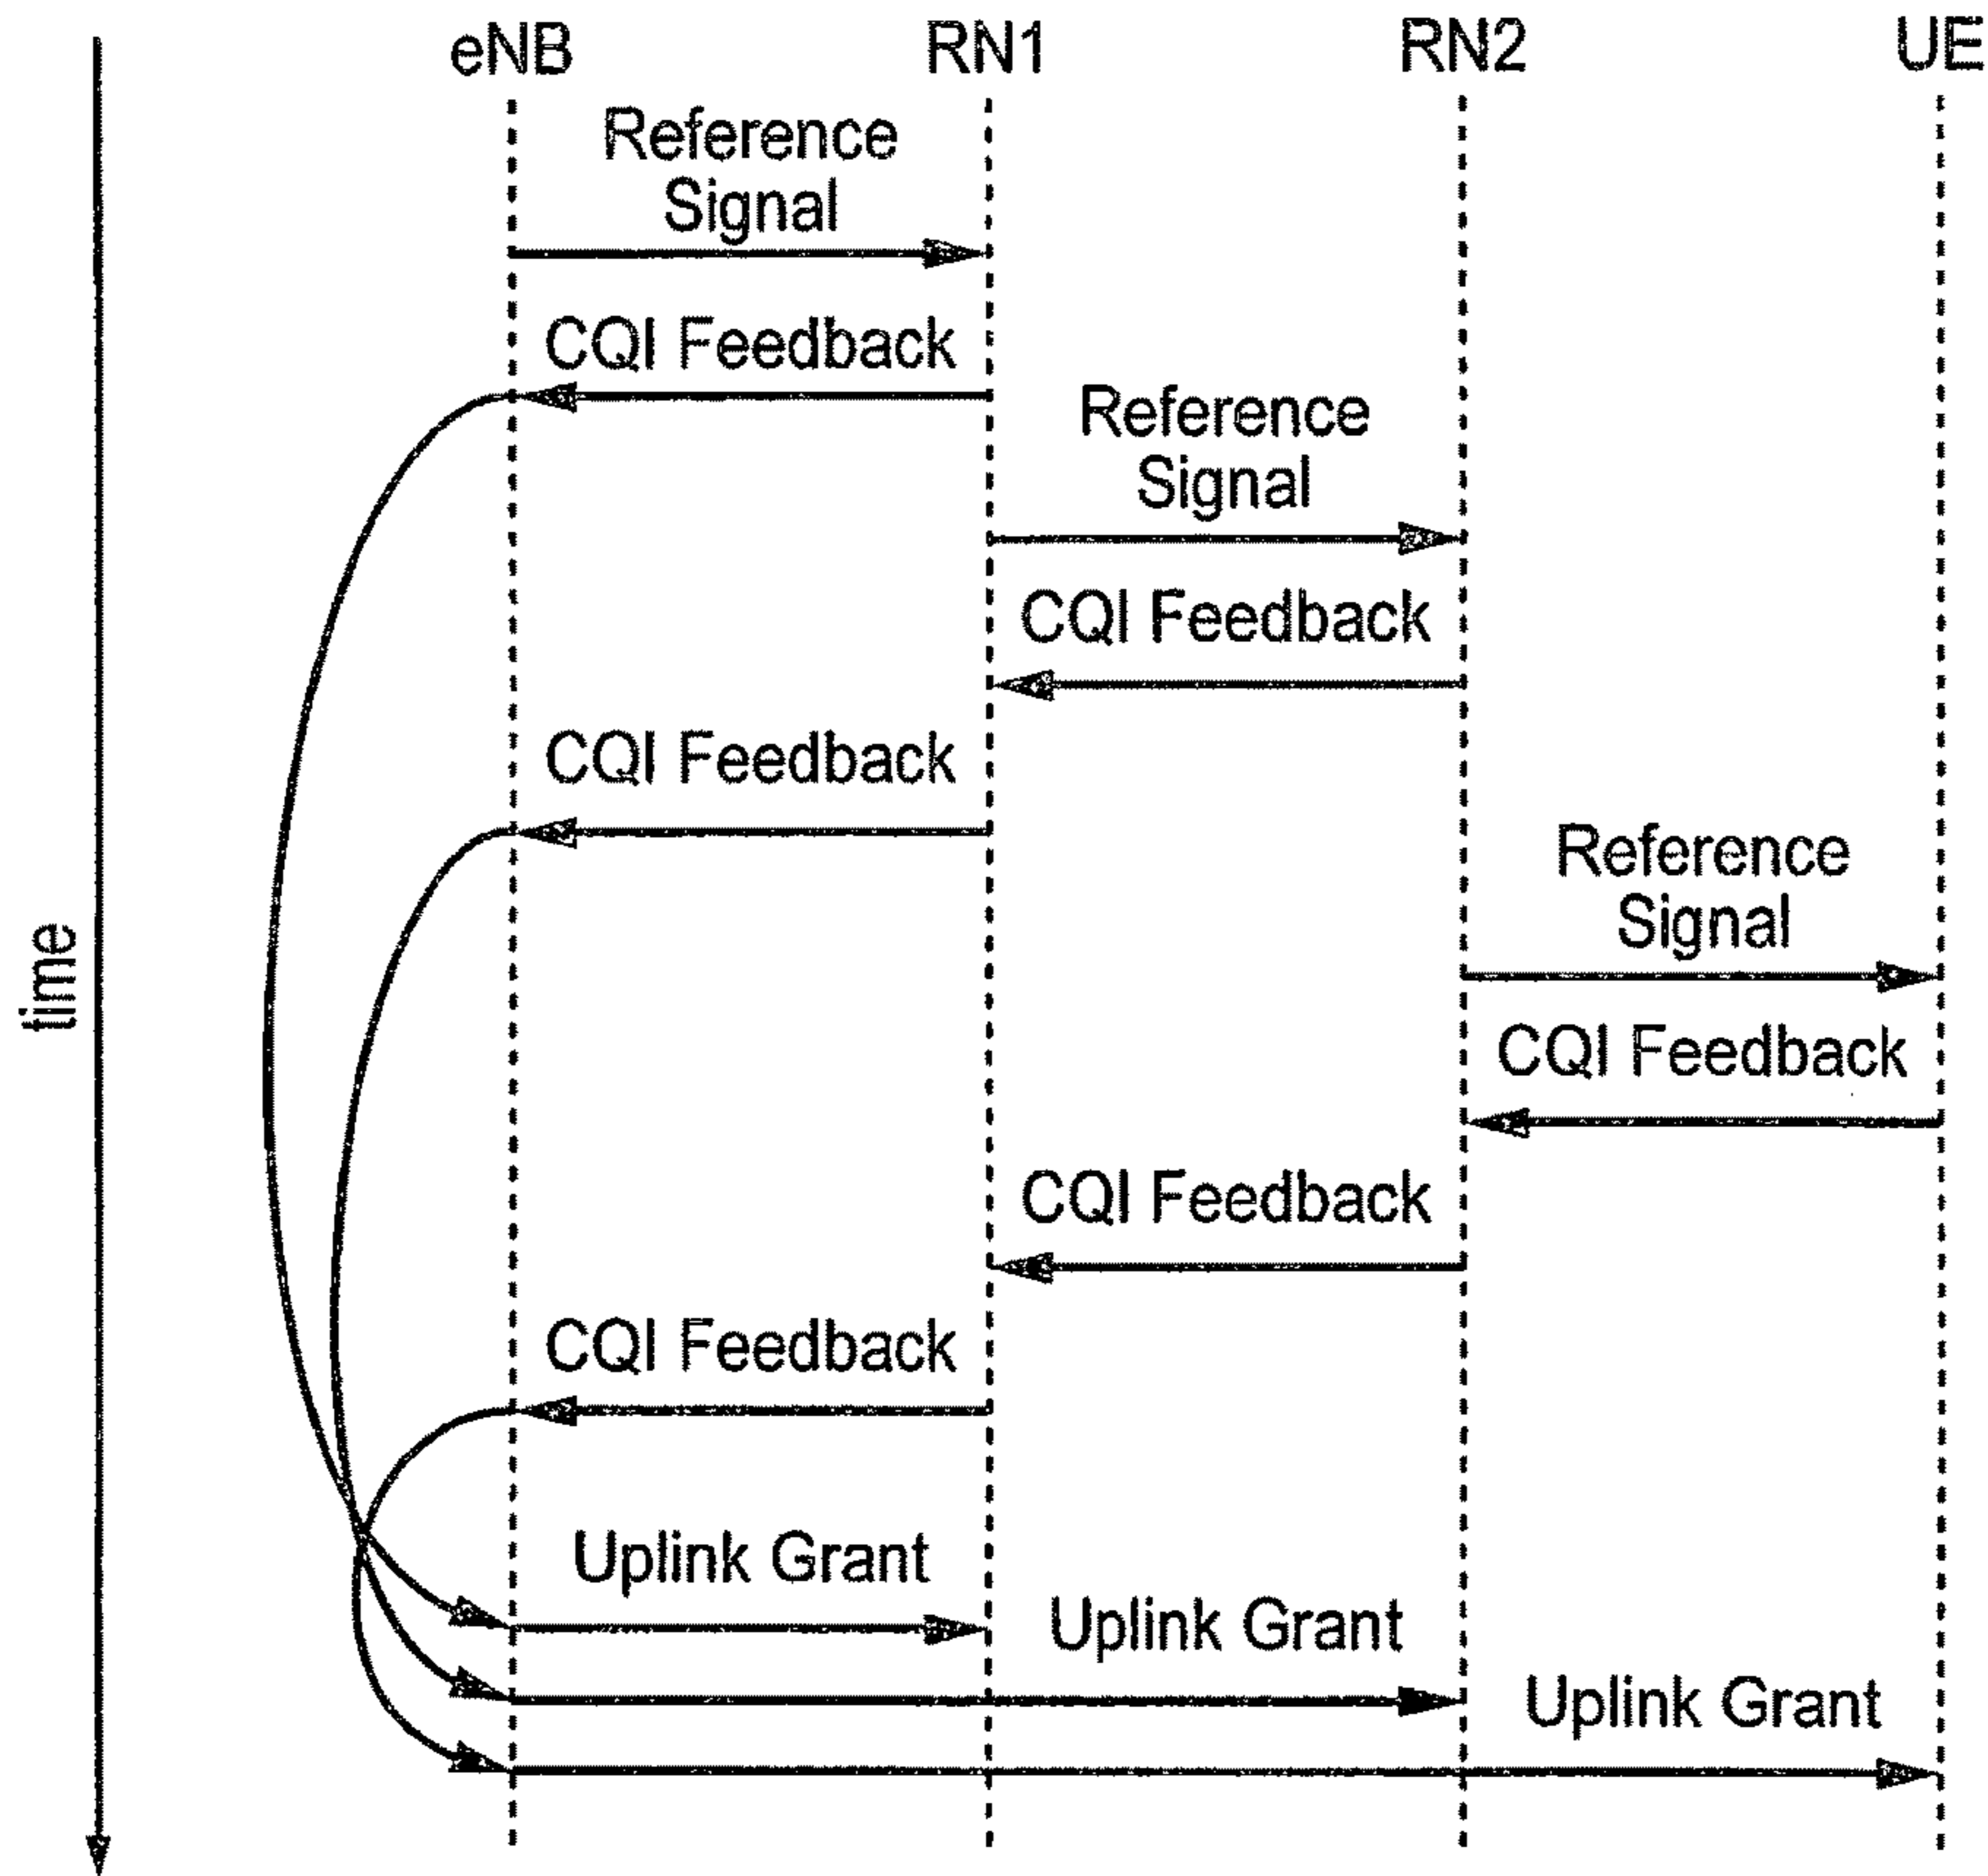 eNB RN1 RN2 UE
Reference
Signal
CQI Feedback
Reference
Signal
CQI Feedback
CQI Feedback
Reference
Signal
time
CQI Feedback
CQI Feedback
CQI Feedback
Uplink Grant
Uplink Grant
Uplink Grant